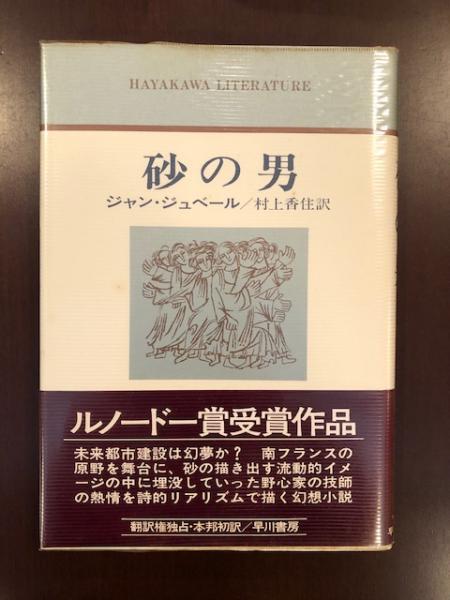 HAYAKAWA LITERATURE
砂の男
ジャン・ジュベール/村上香住訳
ルノードー賞受賞作品
未来都市建設は幻夢か? 南フランスの
原野を舞台に、砂の描き出す流動的イメ
ージの中に埋没していった野心家の技師
の熱情を詩的リアリズムで描く幻想小説
翻訳権独占・本邦初訳/早川書房